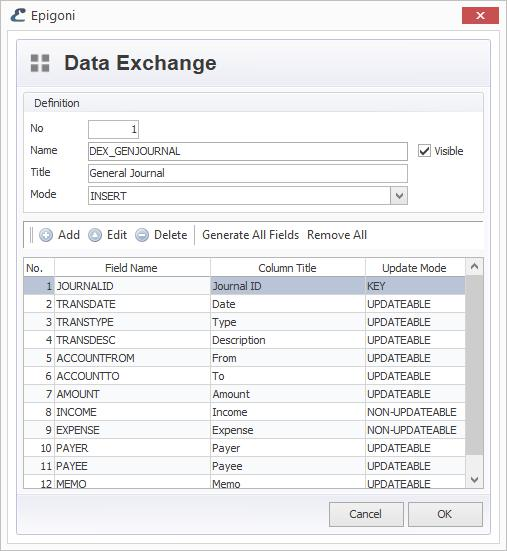 Epigoni
Data Exchange
Definition
No 1
Name DEX_GENJOURNAL Visible
Title General Journal
Mode INSERT
Add Edit Delete Generate All Fields Remove All
No. Field Name Column Title Update Mode
1 JOURNALID Journal ID KEY
2 TRANSDATE Date UPDATEABLE
3 TRANSTYPE Type UPDATEABLE
4 TRANSDESC Description UPDATEABLE
5 ACCOUNTFROM From UPDATEABLE
6 ACCOUNTTO To UPDATEABLE
7 AMOUNT Amount UPDATEABLE
8 INCOME Income NON-UPDATEABLE
9 EXPENSE Expense NON-UPDATEABLE
10 PAYER Payer UPDATEABLE
11 PAYEE Payee UPDATEABLE
12 MEMO Memo UPDATEABLE
Cancel OK